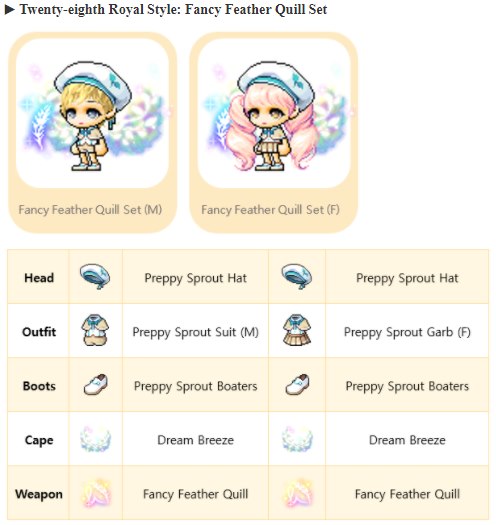 ► Twenty-eighth Royal Style: Fancy Feather Quill Set
Fancy Feather Quill Set (M)
Fancy Feather Quill Set (F)
Head Preppy Sprout Hat Preppy Sprout Hat
Outfit Preppy Sprout Suit (M) Preppy Sprout Garb (F)
Boots Preppy Sprout Boaters Preppy Sprout Boaters
Cape Dream Breeze Dream Breeze
Weapon Fancy Feather Quill Fancy Feather Quill